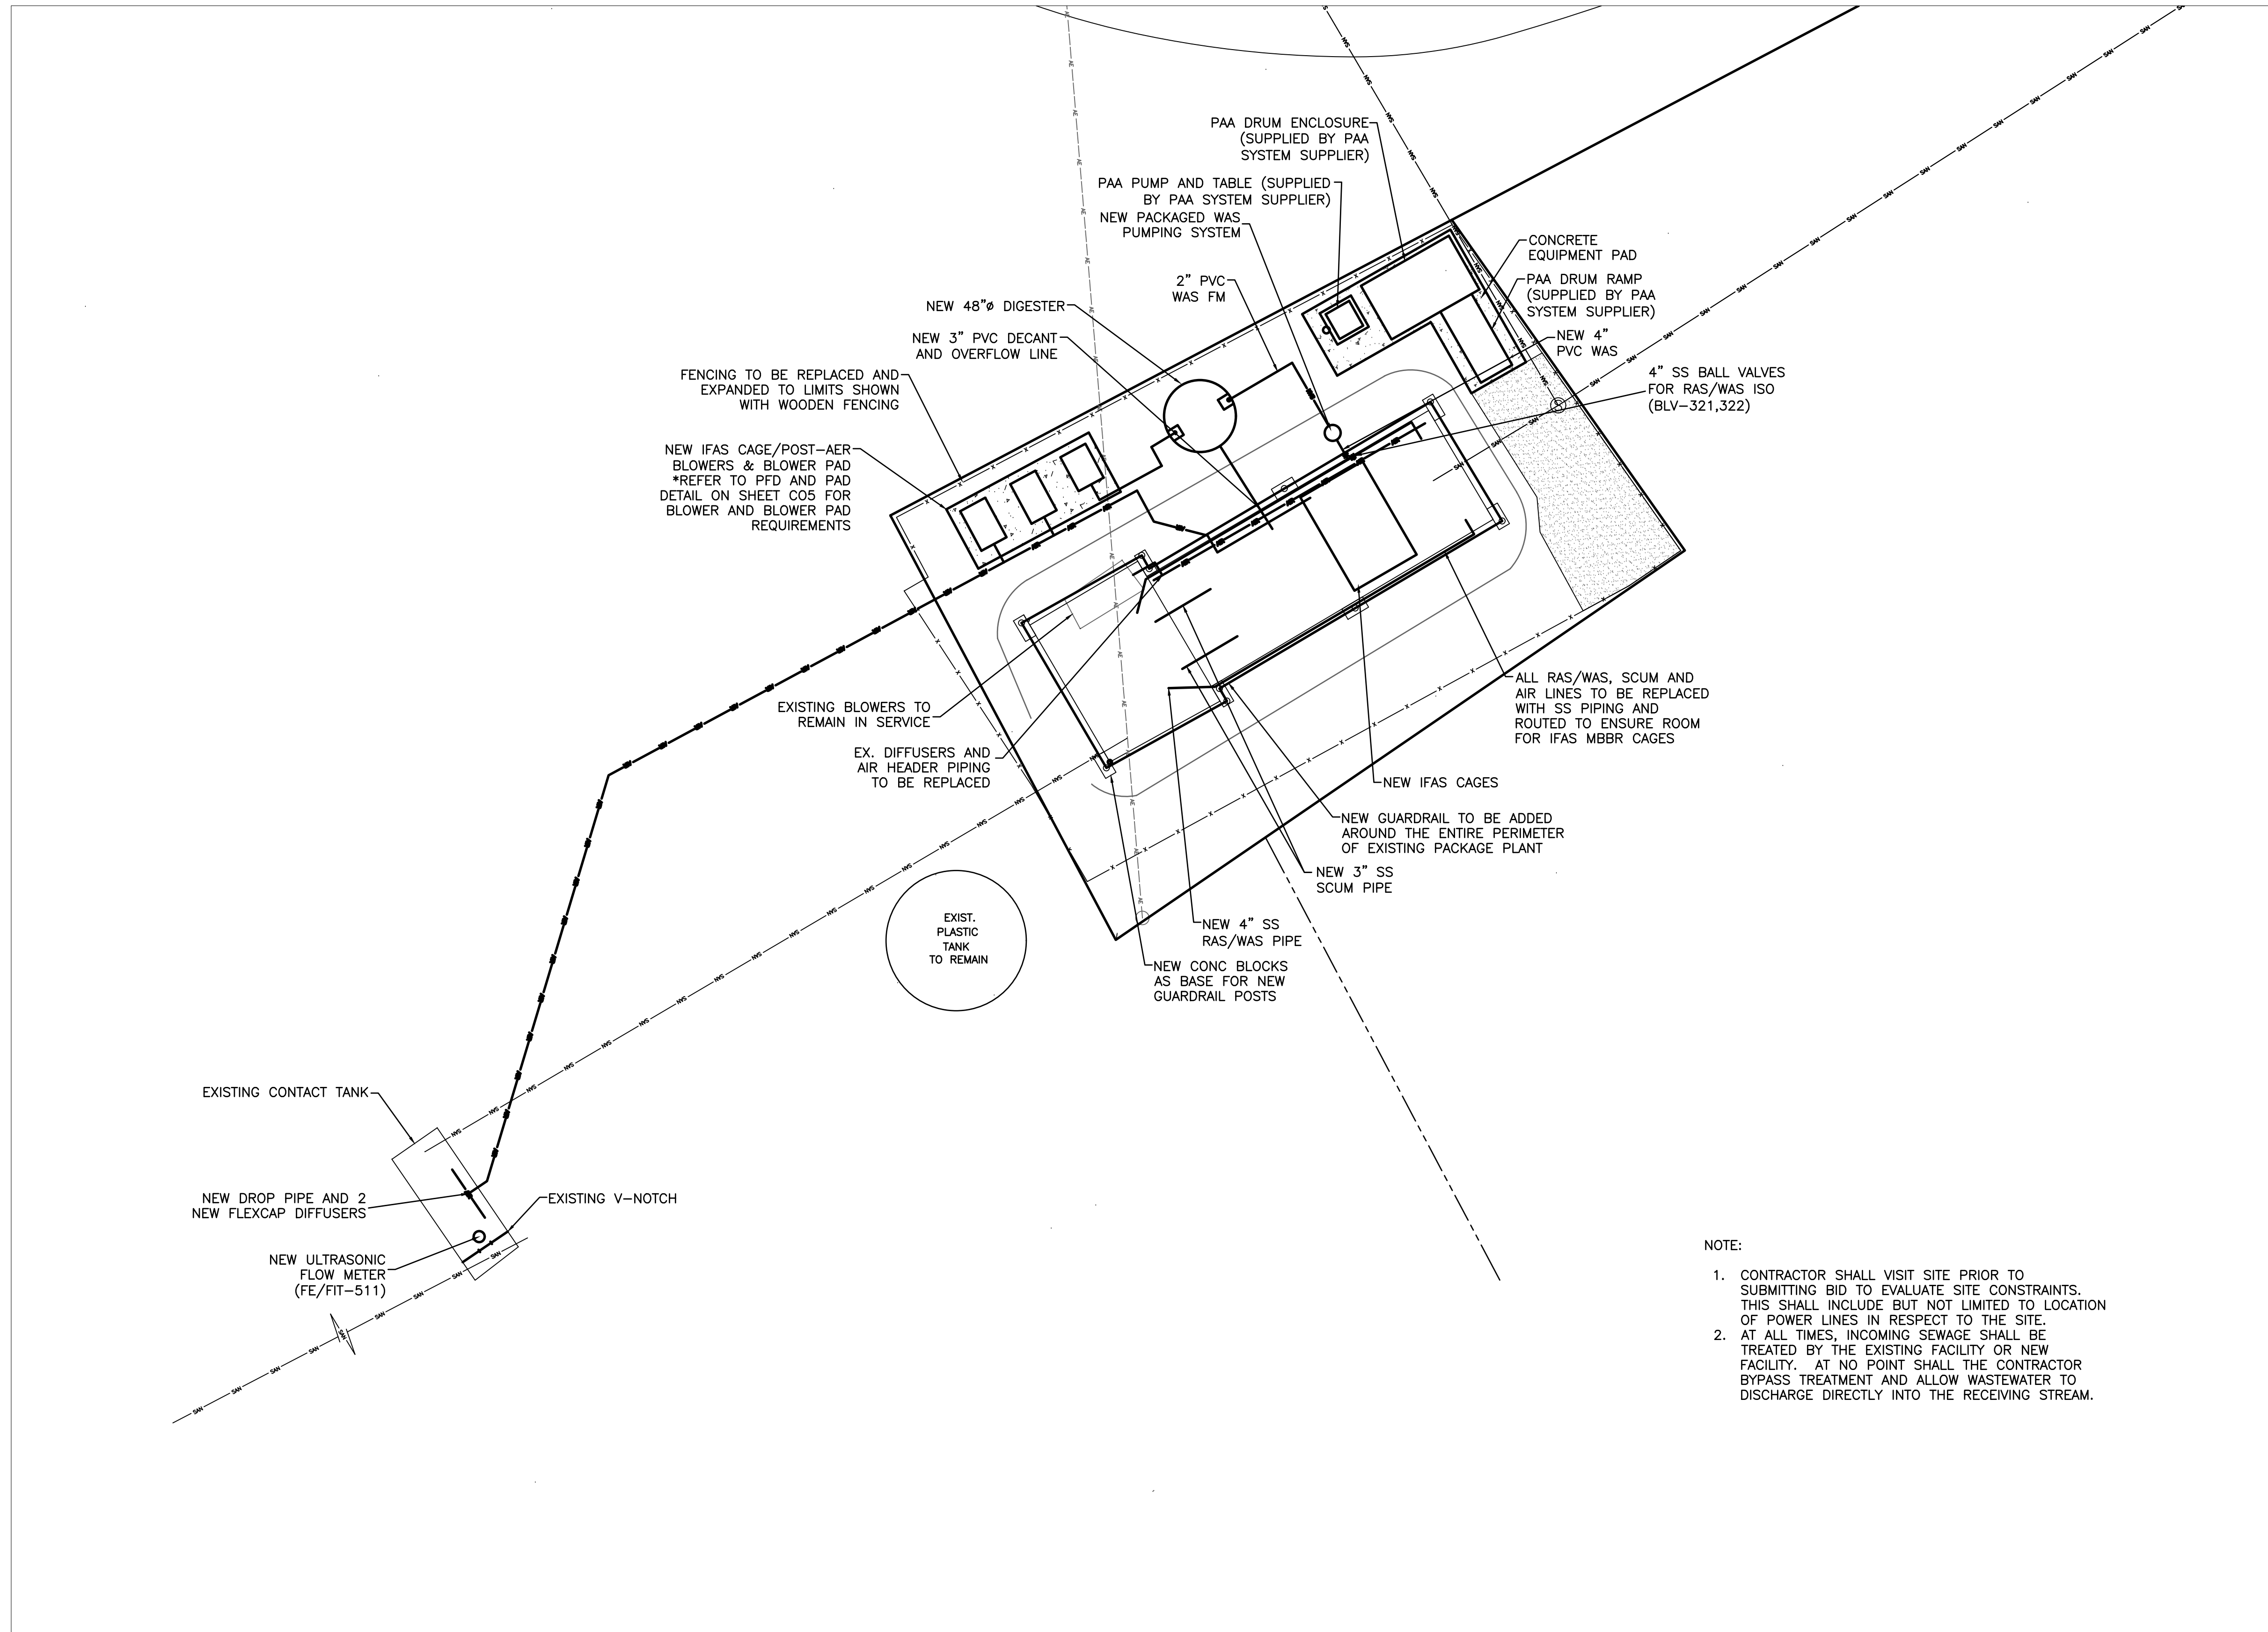 PAA DRUM ENCLOSURE
(SUPPLIED BY PAA
SYSTEM SUPPLIER)
PAA PUMP AND TABLE (SUPPLIED
BY PAA SYSTEM SUPPLIER)
NEW PACKAGED WAS
PUMPING SYSTEM
2" PVC
WAS FM
NEW 48"ø DIGESTER
NEW 3" PVC DECANT
AND OVERFLOW LINE
FENCING TO BE REPLACED AND
EXPANDED TO LIMITS SHOWN
WITH WOODEN FENCING
NEW IFAS CAGE/POST-AER
BLOWERS & BLOWER PAD
*REFER TO PFD AND PAD
DETAIL ON SHEET CO5 FOR
BLOWER AND BLOWER PAD
REQUIREMENTS
CONCRETE
EQUIPMENT PAD
PAA DRUM RAMP
(SUPPLIED BY PAA
SYSTEM SUPPLIER)
NEW 4"
PVC WAS
4" SS BALL VALVES
FOR RAS/WAS ISO
(BLV-321,322)
EXISTING BLOWERS TO
REMAIN IN SERVICE
EX. DIFFUSERS AND
AIR HEADER PIPING
TO BE REPLACED
ALL RAS/WAS, SCUM AND
AIR LINES TO BE REPLACED
WITH SS PIPING AND
ROUTED TO ENSURE ROOM
FOR IFAS MBBR CAGES
NEW IFAS CAGES
NEW GUARDRAIL TO BE ADDED
AROUND THE ENTIRE PERIMETER
OF EXISTING PACKAGE PLANT
NEW 3" SS
SCUM PIPE
NEW 4" SS
RAS/WAS PIPE
NEW CONC BLOCKS
AS BASE FOR NEW
GUARDRAIL POSTS
EXIST.
PLASTIC
TANK
TO REMAIN
EXISTING CONTACT TANK
NEW DROP PIPE AND 2
NEW FLEXCAP DIFFUSERS
EXISTING V-NOTCH
NEW ULTRASONIC
FLOW METER
(FE/FIT-511)
NOTE:
1. CONTRACTOR SHALL VISIT SITE PRIOR TO
SUBMITTING BID TO EVALUATE SITE CONSTRAINTS.
THIS SHALL INCLUDE BUT NOT LIMITED TO LOCATION
OF POWER LINES IN RESPECT TO THE SITE.
2. AT ALL TIMES, INCOMING SEWAGE SHALL BE
TREATED BY THE EXISTING FACILITY OR NEW
FACILITY. AT NO POINT SHALL THE CONTRACTOR
BYPASS TREATMENT AND ALLOW WASTEWATER TO
DISCHARGE DIRECTLY INTO THE RECEIVING STREAM.
SAN
AE